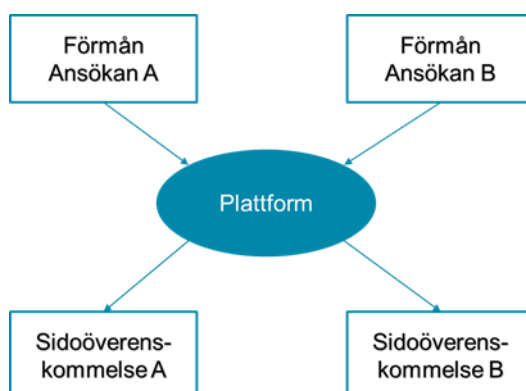 Förmån
Ansökan A
Förmån
Ansökan B
Plattform
Sidoöverens-
kommelse A
Sidoöverens-
kommelse B